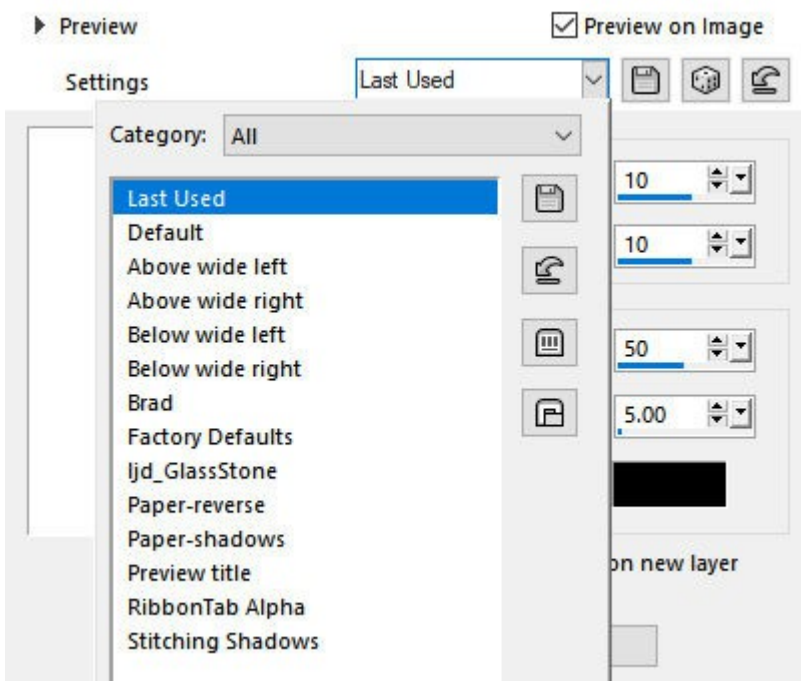 Preview
Preview on Image
Settings
Last Used
Category: All
Last Used
Default
Above wide left
Above wide right
Below wide left
Below wide right
Brad
Factory Defaults
ljd_GlassStone
Paper-reverse
Paper-shadows
Preview title
RibbonTab Alpha
Stitching Shadows
10
10
50
5.00
on new layer